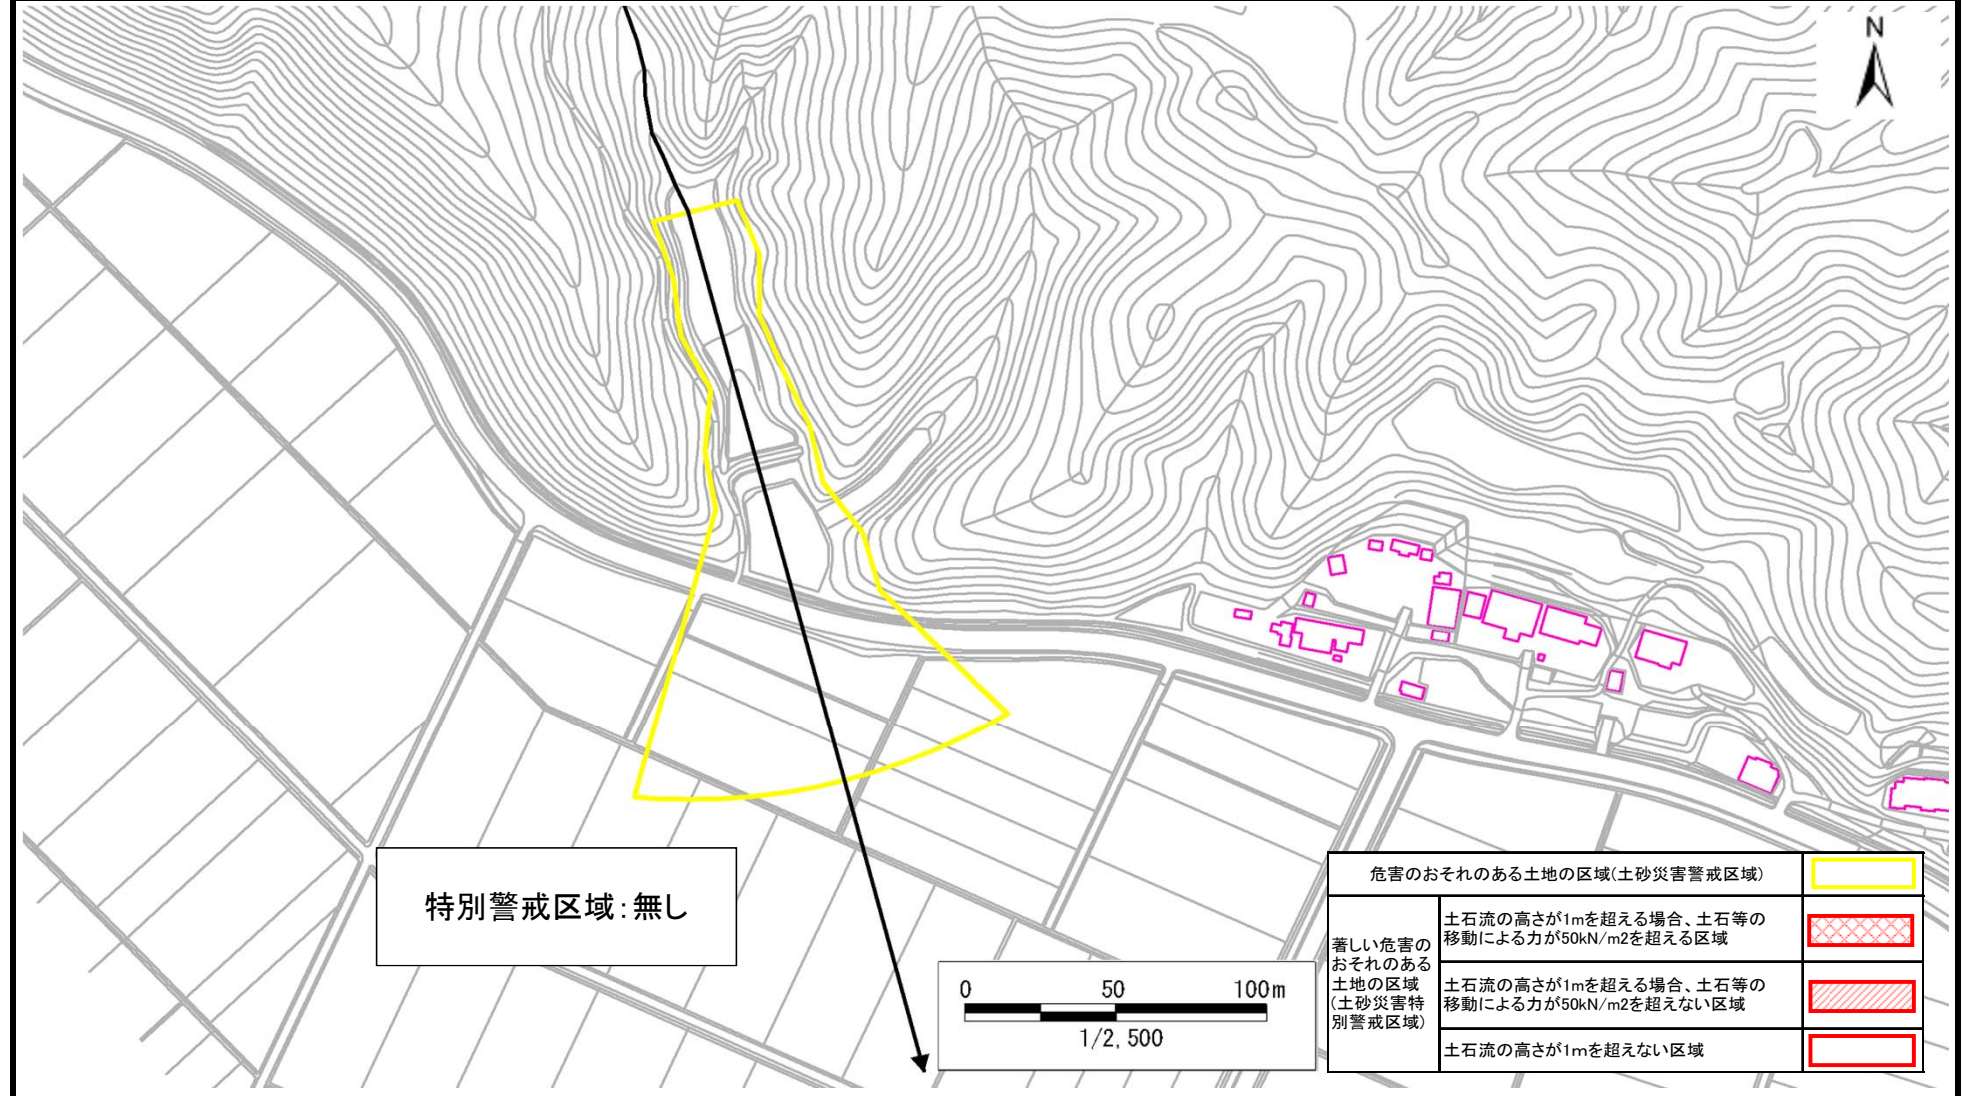 N
特別警戒区域:無し
0 50 100m
1/2,500
危害のおそれのある土地の区域(土砂災害警戒区域)
著しい危害の
おそれのある
土地の区域
(土砂災害特
別警戒区域)
土石流の高さが1mを超える場合、土石等の
移動による力が50kN/m2を超える区域
土石流の高さが1mを超える場合、土石等の
移動による力が50kN/m2を超えない区域
土石流の高さが1mを超えない区域